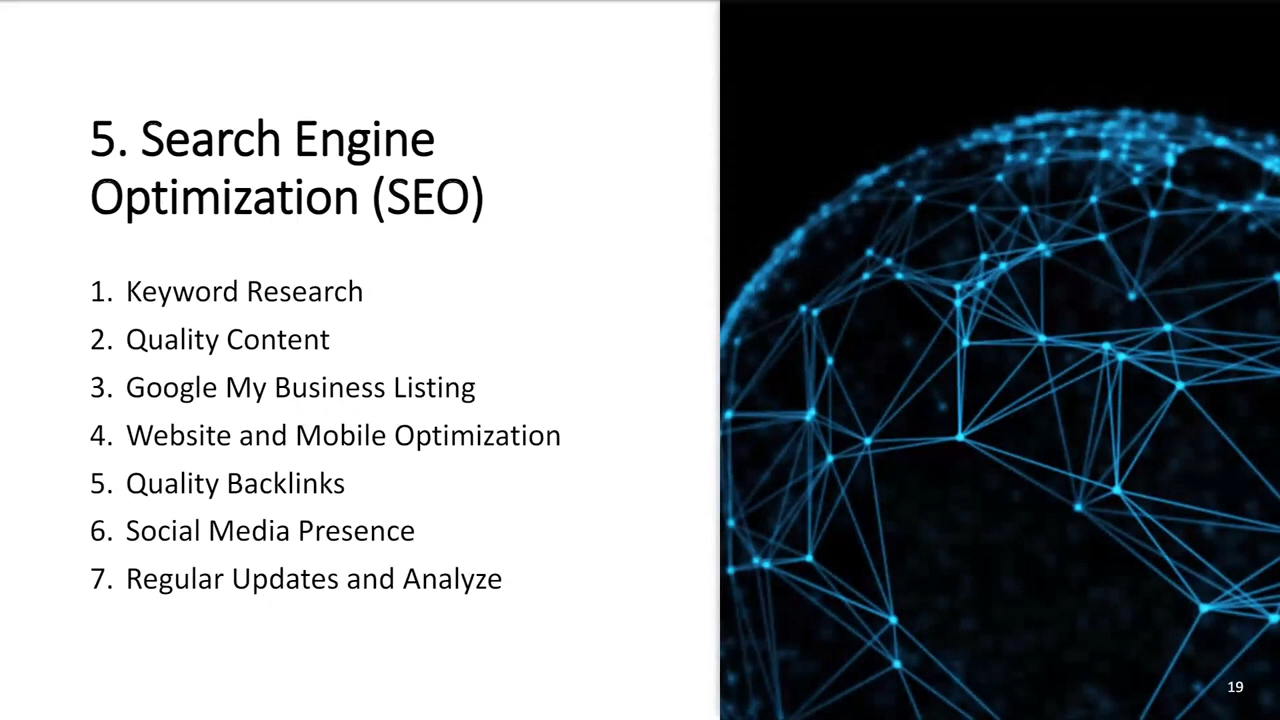 5. Search Engine
Optimization (SEO)
1. Keyword Research
2. Quality Content
3. Google My Business Listing
4. Website and Mobile Optimization
5. Quality Backlinks
6. Social Media Presence
7. Regular Updates and Analyze
19